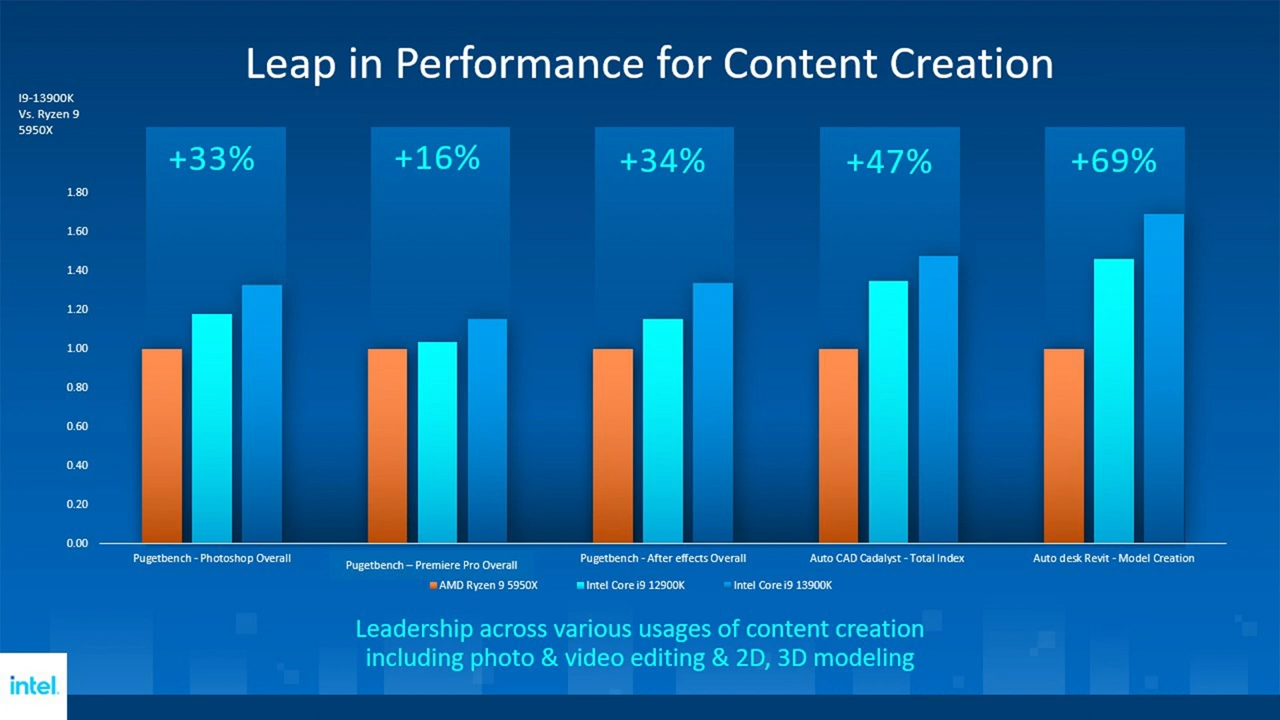 Leap in Performance for Content Creation
I9-13900K
Vs. Ryzen 9
5950X
+33%
+16%
+34%
+47%
+69%
1.80
1.60
1.40
1.20
1.00
0.80
0.60
0.40
0.20
0.00
Pugetbench - Photoshop Overall
Pugetbench – Premiere Pro Overall
Pugetbench - After effects Overall
Auto CAD Cadalyst - Total Index
Auto desk Revit - Model Creation
AMD Ryzen 9 5950X
Intel Core i9 12900K
Intel Core i9 13900K
Leadership across various usages of content creation
including photo & video editing & 2D, 3D modeling
intel.